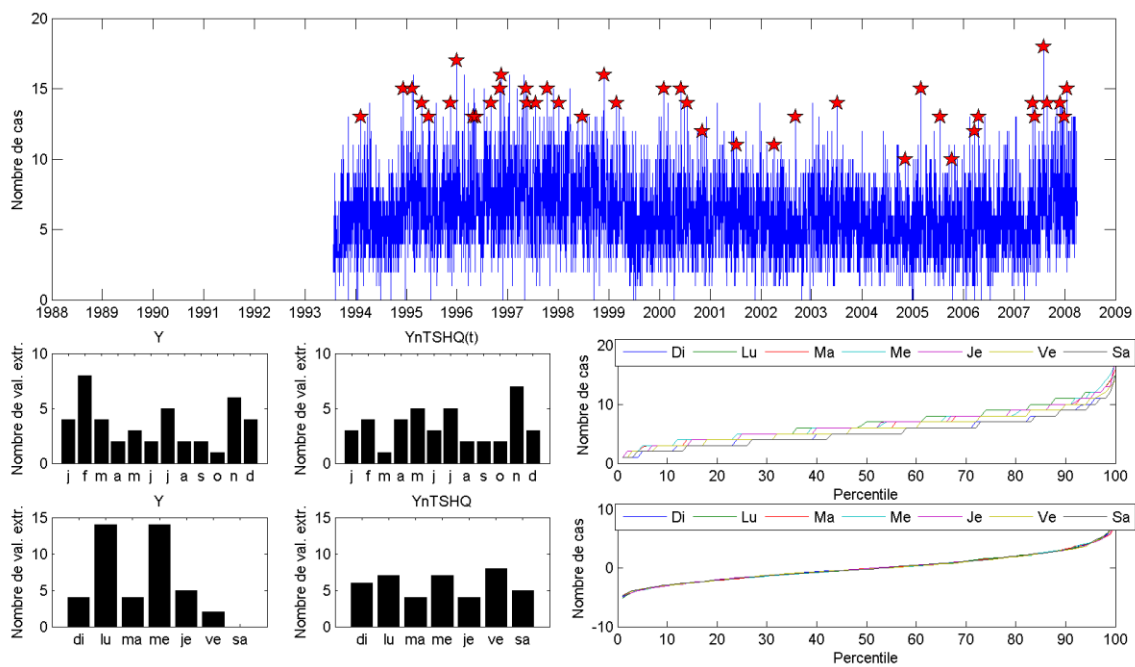 20
15
10
5
0
Nombre de cas
1988 1989 1990 1991 1992 1993 1994 1995 1996 1997 1998 1999 2000 2001 2002 2003 2004 2005 2006 2007 2008 2009
Y
10
5
0
Nombre de val. extr.
j f m a m j j a s o n d
YnTSHQ(t)
10
5
0
Nombre de val. extr.
j f m a m j j a s o n d
20
10
0
Nombre de cas
Di Lu Ma Me Je Ve Sa
0 10 20 30 40 50 60 70 80 90 100
Percentile
Y
15
10
5
0
Nombre de val. extr.
di lu ma me je ve sa
YnTSHQ
15
10
5
0
Nombre de val. extr.
di lu ma me je ve sa
10
0
-10
Nombre de cas
Di Lu Ma Me Je Ve Sa
0 10 20 30 40 50 60 70 80 90 100
Percentile